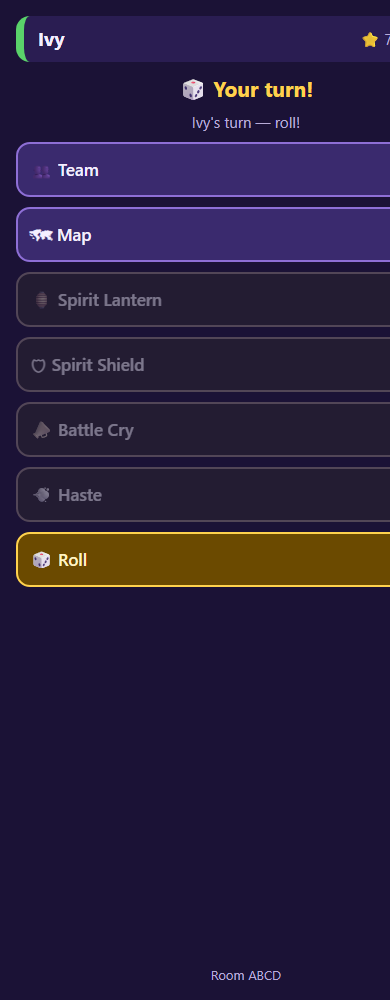 Ivy ⭐ 7
🎲 Your turn!
Ivy's turn — roll!
👥 Team
🗺 Map
🏮 Spirit Lantern
🛡 Spirit Shield
📣 Battle Cry
💨 Haste
🎲 Roll
Room ABCD